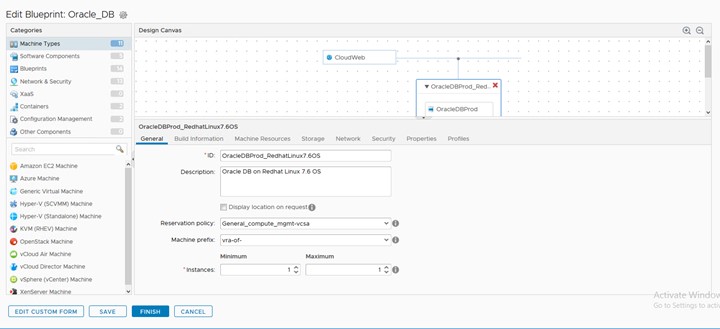 Edit Blueprint: Oracle_DB
Categories
Machine Types 11
Software Components
Blueprints
Network & Security
XaaS
Containers
Configuration Management
Other Components
Search
Amazon EC2 Machine
Azure Machine
Generic Virtual Machine
Hyper-V (SCVMM) Machine
Hyper-V (Standalone) Machine
KVM (RHEV) Machine
OpenStack Machine
vCloud Air Machine
vCloud Director Machine
vSphere (vCenter) Machine
XenServer Machine
Design Canvas
CloudWeb
OracleDBProd_Red..
OracleDBProd
OracleDBProd_RedhatLinux7.6OS
General Build Information Machine Resources Storage Network Security Properties Profiles
* ID: OracleDBProd_RedhatLinux7.6OS
Description: Oracle DB on Redhat Linux 7.6 OS
Display location on request
Reservation policy: General_compute_mgmt-vcsa
Machine prefix: vra-of-
Minimum Maximum
* Instances: 1 1
EDIT CUSTOM FORM SAVE FINISH CANCEL
Activate Window
Go to Settings to acti